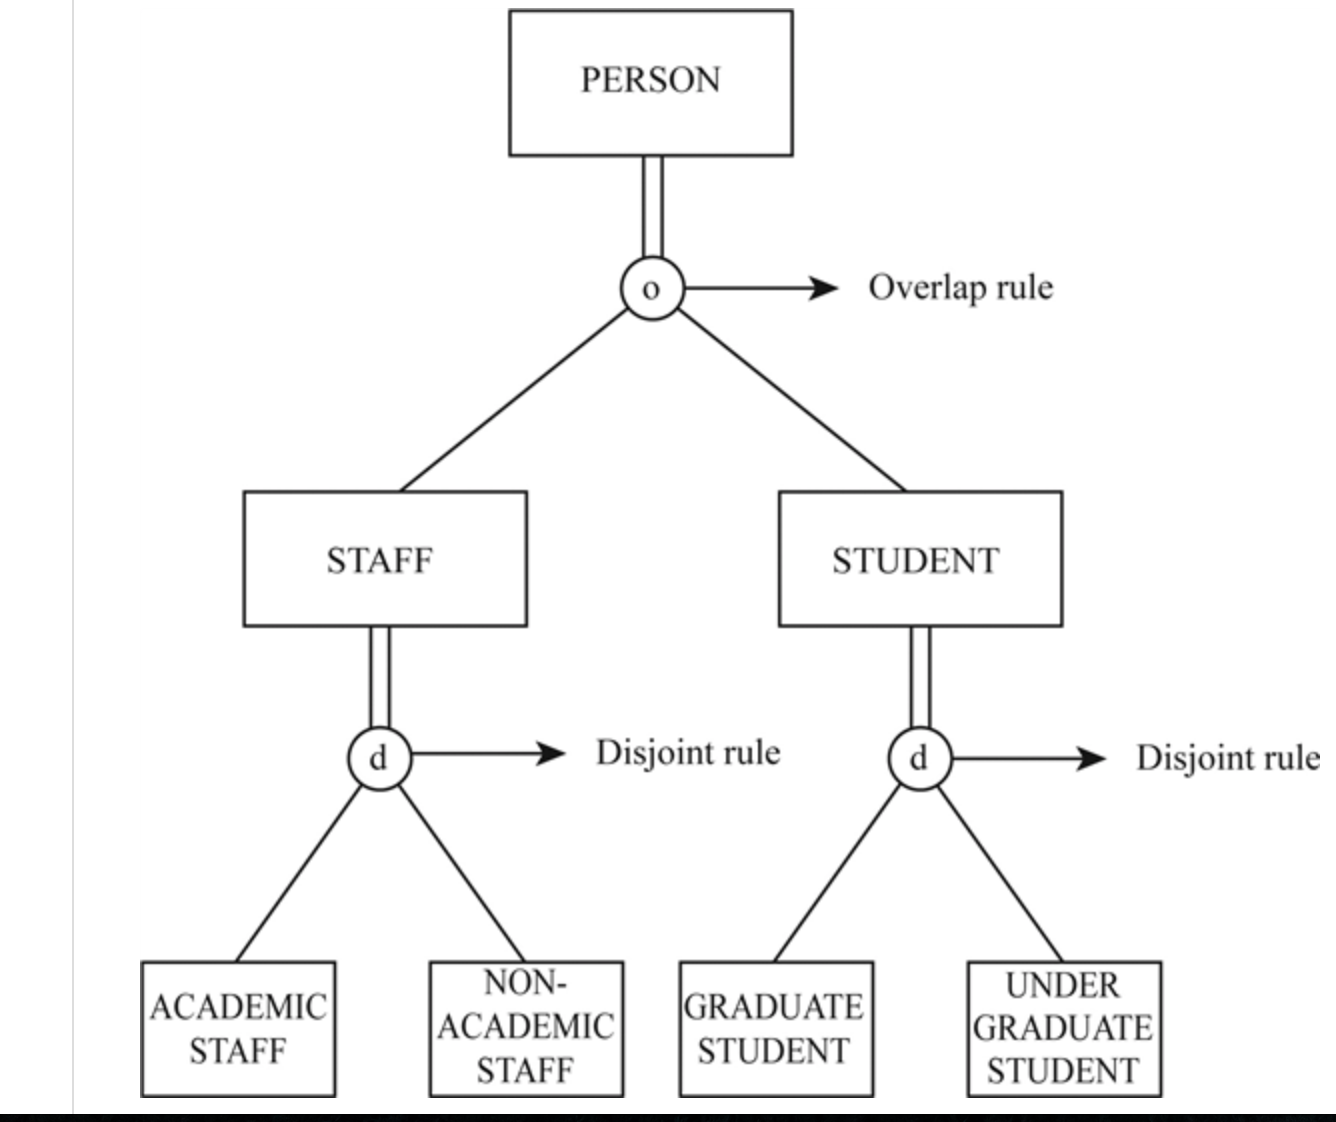 PERSON
o
Overlap rule
STAFF
STUDENT
d
Disjoint rule
d
Disjoint rule
ACADEMIC
STAFF
NON-
ACADEMIC
STAFF
GRADUATE
STUDENT
UNDER
GRADUATE
STUDENT